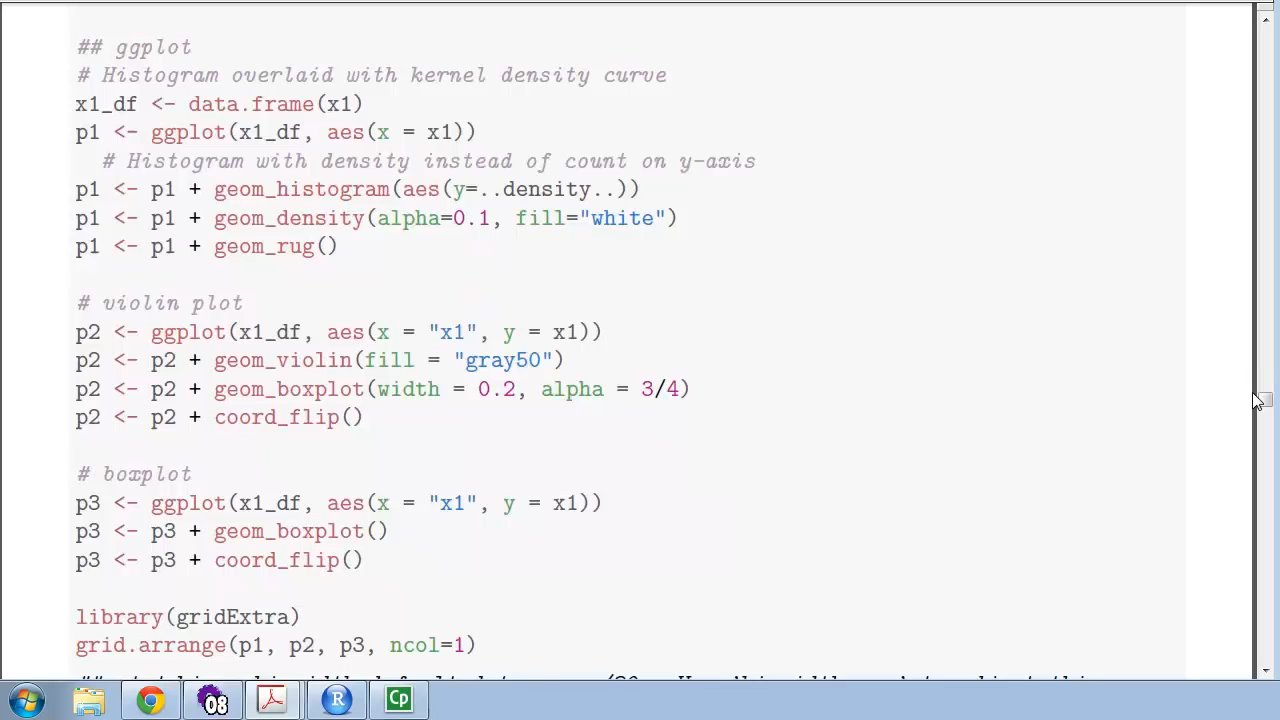 ## ggplot
# Histogram overlaid with kernel density curve
x1_df <- data.frame(x1)
p1 <- ggplot(x1_df, aes(x = x1))
# Histogram with density instead of count on y-axis
p1 <- p1 + geom_histogram(aes(y=..density..))
p1 <- p1 + geom_density(alpha=0.1, fill="white")
p1 <- p1 + geom_rug()
# violin plot
p2 <- ggplot(x1_df, aes(x = "x1", y = x1))
p2 <- p2 + geom_violin(fill = "gray50")
p2 <- p2 + geom_boxplot(width = 0.2, alpha = 3/4)
p2 <- p2 + coord_flip()
# boxplot
p3 <- ggplot(x1_df, aes(x = "x1", y = x1))
p3 <- p3 + geom_boxplot()
p3 <- p3 + coord_flip()
library(gridExtra)
grid.arrange(p1, p2, p3, ncol=1)
08
R
Cp